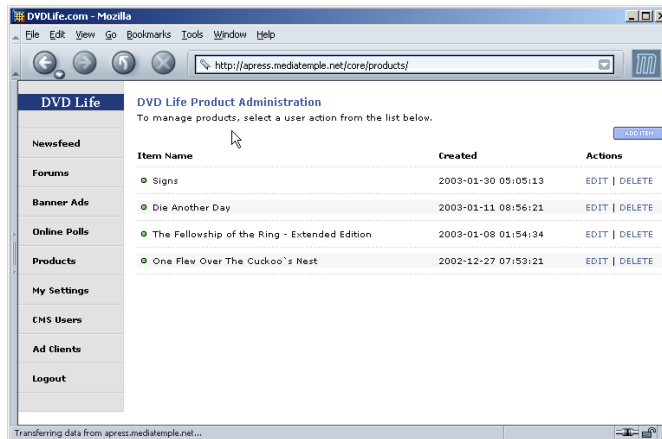 DVDLife.com - Mozilla
File Edit View Go Bookmarks Tools Window Help
http://apress.mediatemple.net/core/products/
DVD Life
Newsfeed
Forums
Banner Ads
Online Polls
Products
My Settings
CMS Users
Ad Clients
Logout
DVD Life Product Administration
To manage products, select a user action from the list below.
ADD ITEM
Item Name Created Actions
Signs 2003-01-30 05:05:13 EDIT | DELETE
Die Another Day 2003-01-11 08:56:21 EDIT | DELETE
The Fellowship of the Ring - Extended Edition 2003-01-08 01:54:34 EDIT | DELETE
One Flew Over The Cuckoo`s Nest 2002-12-27 07:53:21 EDIT | DELETE
Transferring data from apress.mediatemple.net...